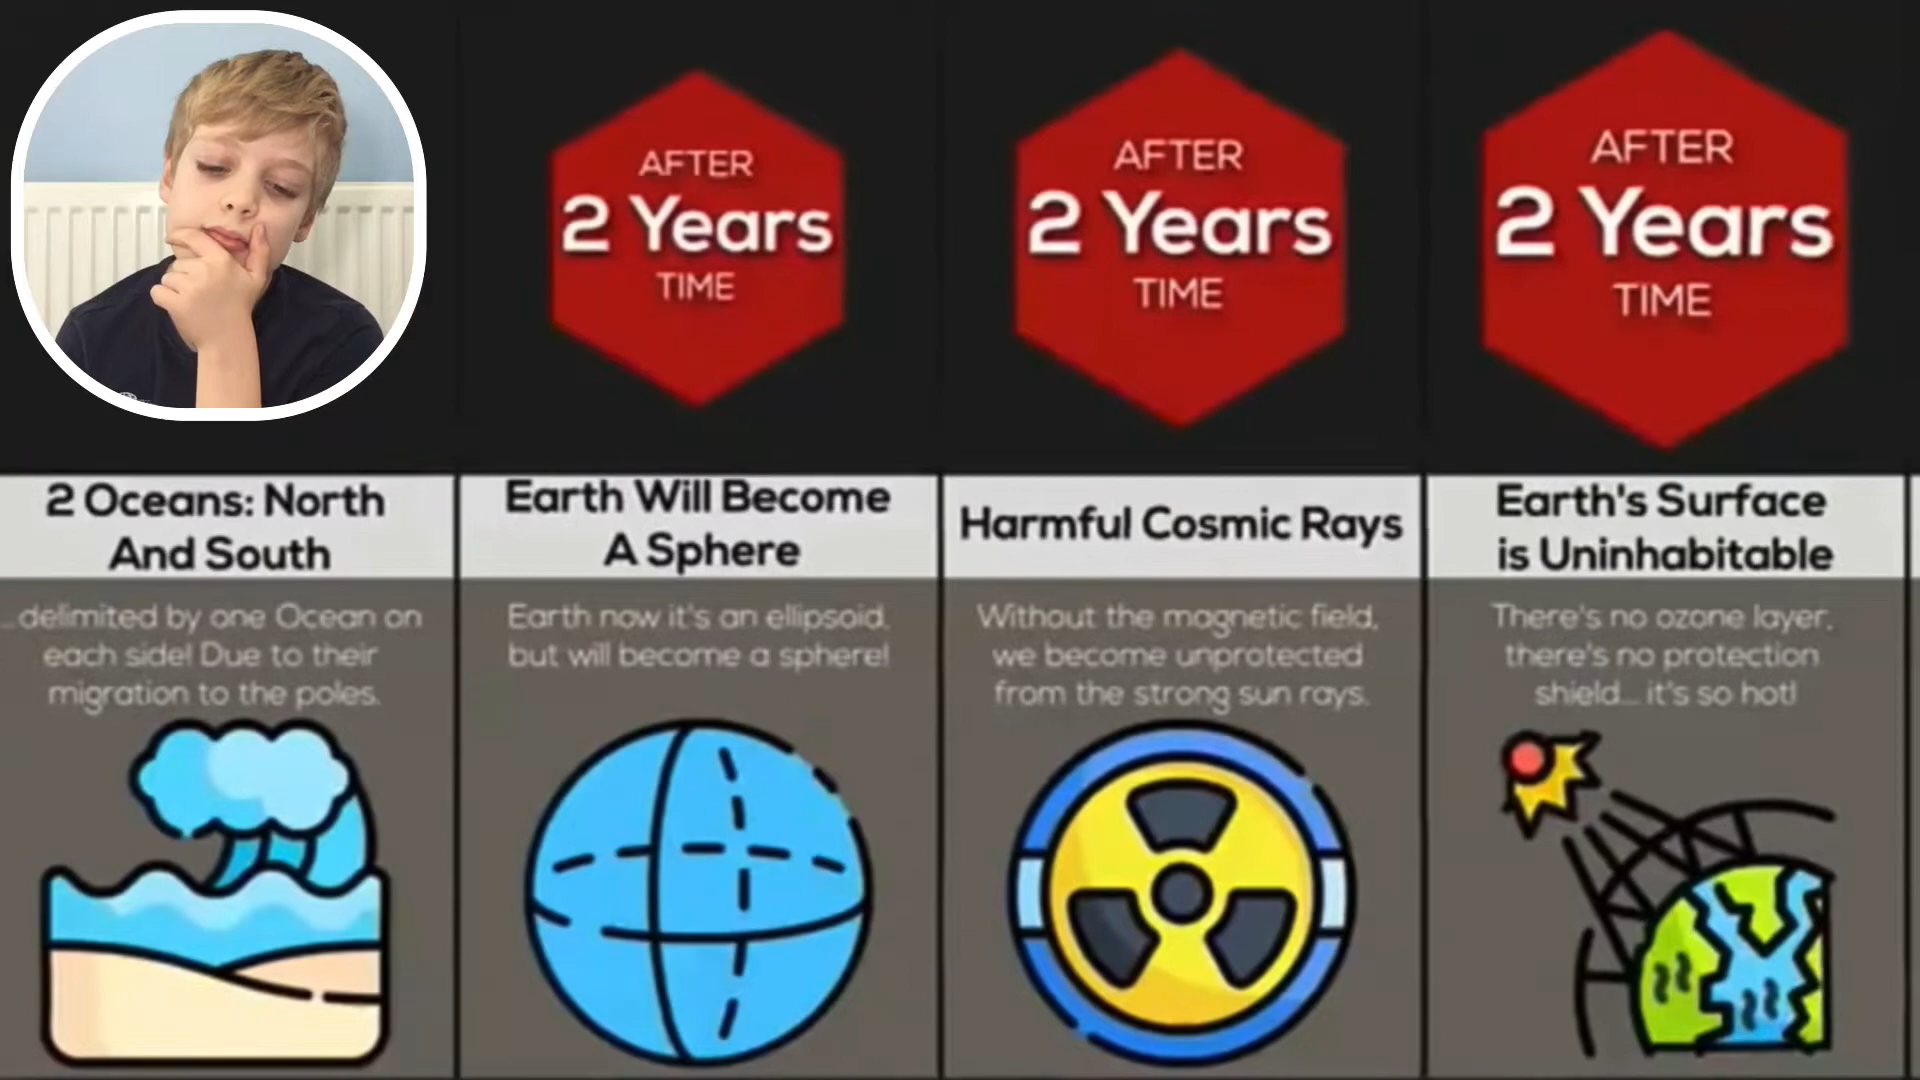 AFTER
2 Years
TIME
AFTER
2 Years
TIME
AFTER
2 Years
TIME
2 Oceans: North
And South
...delimited by one Ocean on
each side! Due to their
migration to the poles.
Earth Will Become
A Sphere
Earth now it's an ellipsoid,
but will become a sphere!
Harmful Cosmic Rays
Without the magnetic field,
we become unprotected
from the strong sun rays.
Earth's Surface
is Uninhabitable
There's no ozone layer,
there's no protection
shield... it's so hot!